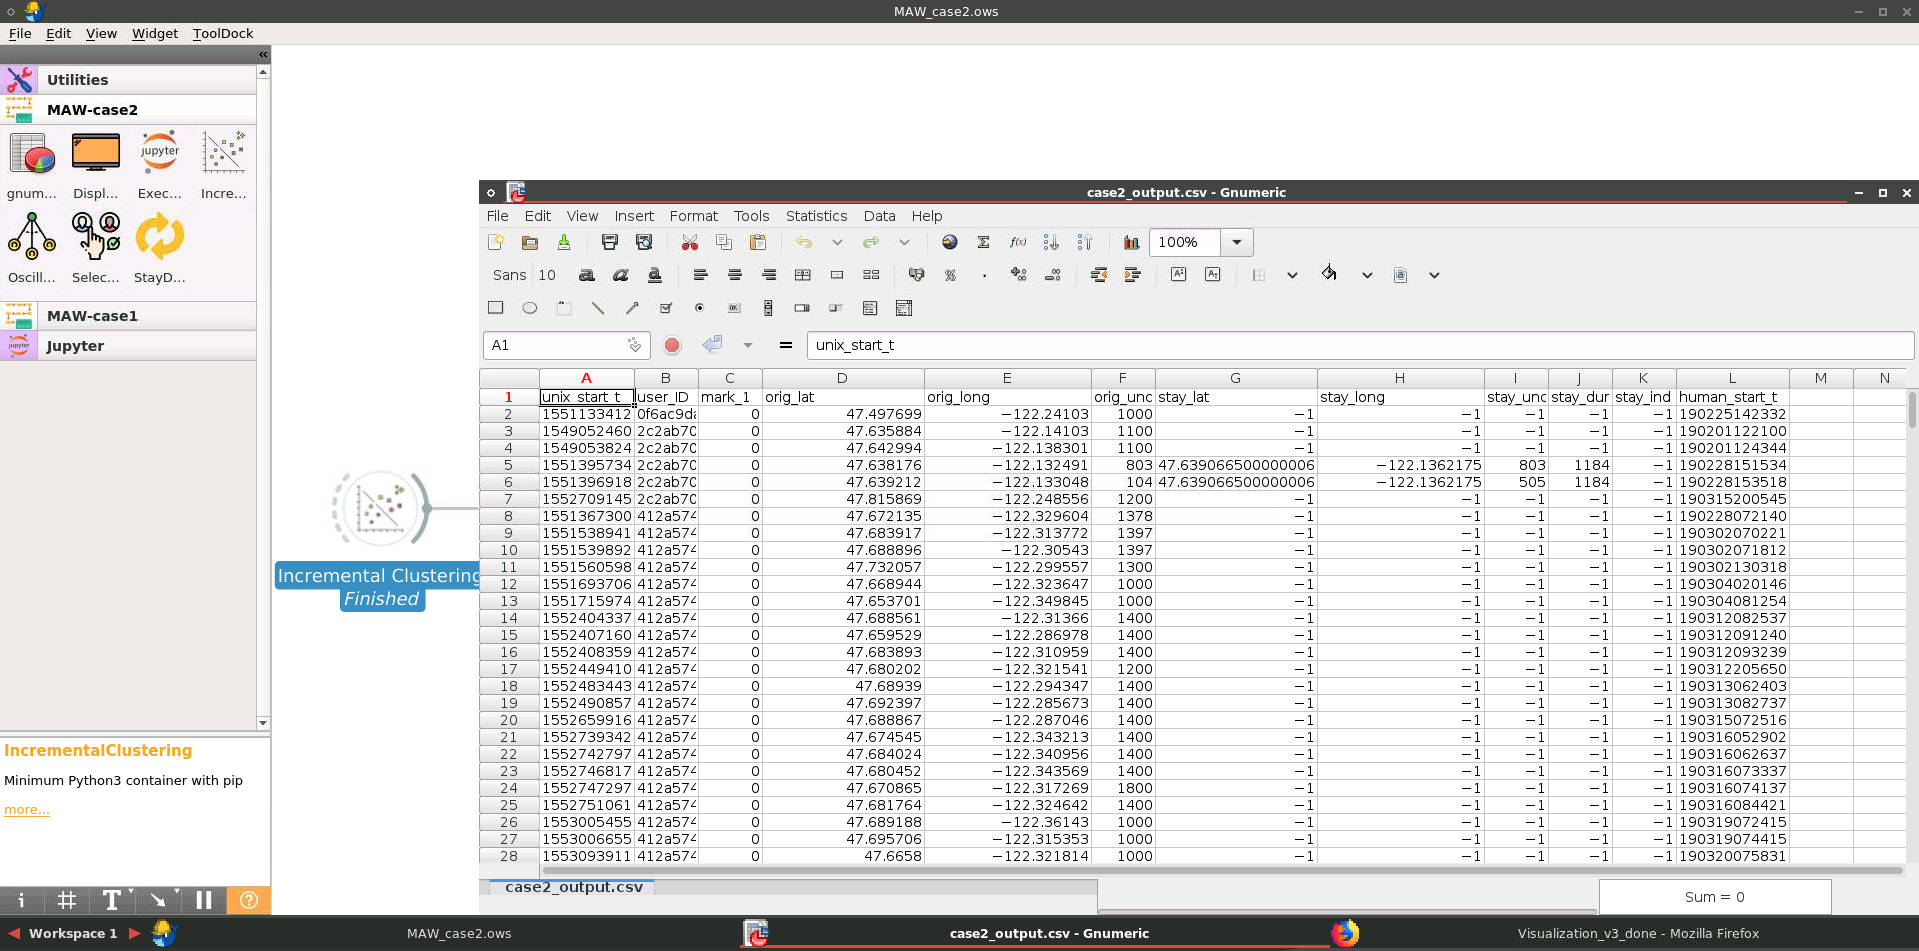 MAW_case2.ows
File Edit View Widget ToolDock
«
Utilities
MAW-case2
jupyter
gnum... Displ... Exec... Incre...
Oscill... Selec... StayD...
MAW-case1
jupyter
Jupyter
IncrementalClustering
Minimum Python3 container with pip
more...
Incremental Clustering
Finished
case2_output.csv - Gnumeric
File Edit View Insert Format Tools Statistics Data Help
f(x) 100%
Sans 10 a a a %
A1 = unix_start_t
A B C D E F G H I J K L M N
1 unix_start_t user_ID mark_1 orig_lat orig_long orig_unc stay_lat stay_long stay_unc stay_dur stay_ind human_start_t
2 1551133412 0f6ac9da 0 47.497699 −122.24103 1000 −1 −1 −1 −1 −1 190225142332
3 1549052460 2c2ab70 0 47.635884 −122.14103 1100 −1 −1 −1 −1 −1 190201122100
4 1549053824 2c2ab70 0 47.642994 −122.138301 1100 −1 −1 −1 −1 −1 190201124344
5 1551395734 2c2ab70 0 47.638176 −122.132491 803 47.639066500000006 −122.1362175 803 1184 −1 190228151534
6 1551396918 2c2ab70 0 47.639212 −122.133048 104 47.639066500000006 −122.1362175 505 1184 −1 190228153518
7 1552709145 2c2ab70 0 47.815869 −122.248556 1200 −1 −1 −1 −1 −1 190315200545
8 1551367300 412a574 0 47.672135 −122.329604 1378 −1 −1 −1 −1 −1 190228072140
9 1551538941 412a574 0 47.683917 −122.313772 1397 −1 −1 −1 −1 −1 190302070221
10 1551539892 412a574 0 47.688896 −122.30543 1397 −1 −1 −1 −1 −1 190302071812
11 1551560598 412a574 0 47.732057 −122.299557 1300 −1 −1 −1 −1 −1 190302130318
12 1551693706 412a574 0 47.668944 −122.323647 1000 −1 −1 −1 −1 −1 190304020146
13 1551715974 412a574 0 47.653701 −122.349845 1000 −1 −1 −1 −1 −1 190304081254
14 1552404337 412a574 0 47.688561 −122.31366 1400 −1 −1 −1 −1 −1 190312082537
15 1552407160 412a574 0 47.659529 −122.286978 1400 −1 −1 −1 −1 −1 190312091240
16 1552408359 412a574 0 47.683893 −122.310959 1400 −1 −1 −1 −1 −1 190312093239
17 1552449410 412a574 0 47.680202 −122.321541 1200 −1 −1 −1 −1 −1 190312205650
18 1552483443 412a574 0 47.68939 −122.294347 1400 −1 −1 −1 −1 −1 190313062403
19 1552490857 412a574 0 47.692397 −122.285673 1400 −1 −1 −1 −1 −1 190313082737
20 1552659916 412a574 0 47.688867 −122.287046 1400 −1 −1 −1 −1 −1 190315072516
21 1552739342 412a574 0 47.674545 −122.343213 1400 −1 −1 −1 −1 −1 190316052902
22 1552742797 412a574 0 47.684024 −122.340956 1400 −1 −1 −1 −1 −1 190316062637
23 1552746817 412a574 0 47.680452 −122.343569 1400 −1 −1 −1 −1 −1 190316073337
24 1552747297 412a574 0 47.670865 −122.317269 1800 −1 −1 −1 −1 −1 190316074137
25 1552751061 412a574 0 47.681764 −122.324642 1400 −1 −1 −1 −1 −1 190316084421
26 1553005455 412a574 0 47.689188 −122.36143 1000 −1 −1 −1 −1 −1 190319072415
27 1553006655 412a574 0 47.695706 −122.315353 1000 −1 −1 −1 −1 −1 190319074415
28 1553093911 412a574 0 47.6658 −122.321814 1000 −1 −1 −1 −1 −1 190320075831
case2_output.csv
Sum = 0
i # T ?
Workspace 1 MAW_case2.ows case2_output.csv - Gnumeric Visualization_v3_done - Mozilla Firefox